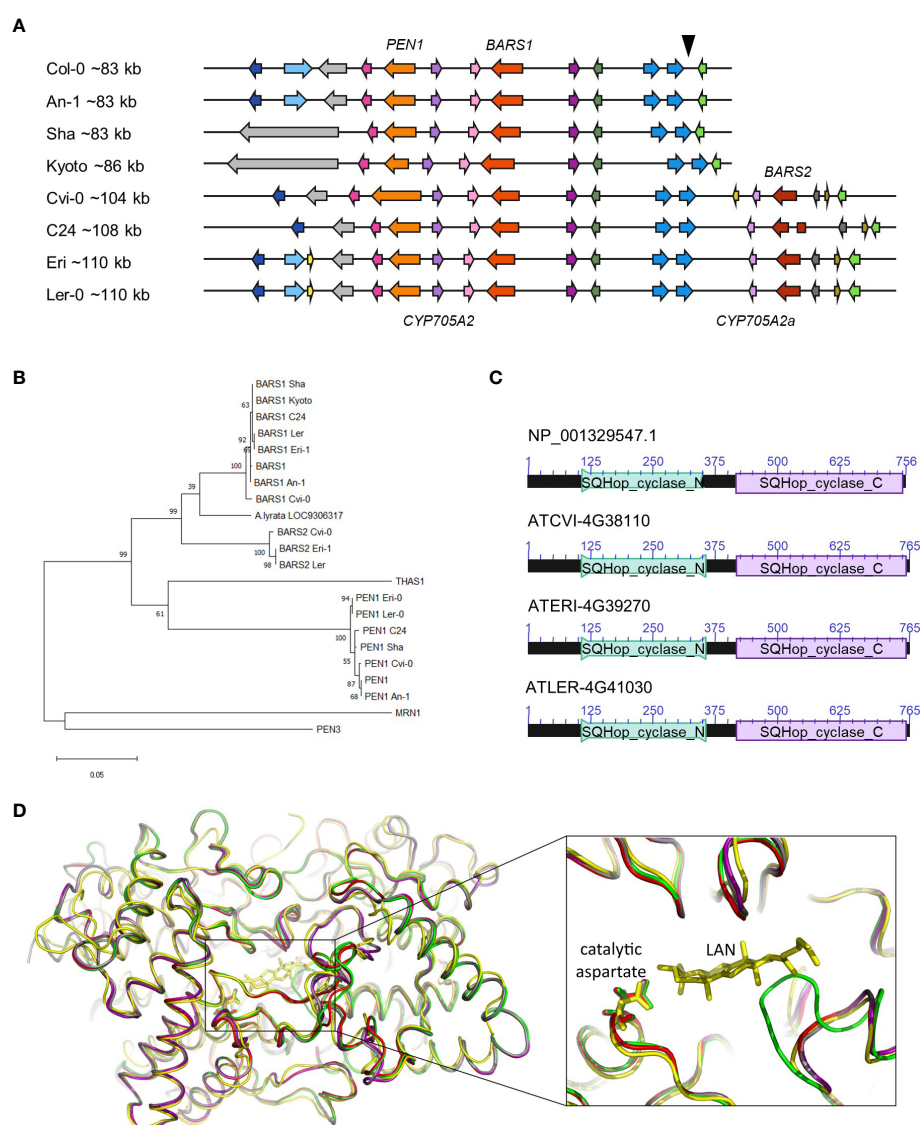 A
PEN1 BARS1
Col-0 ~83 kb
An-1 ~83 kb
Sha ~83 kb
Kyoto ~86 kb
BARS2
Cvi-0 ~104 kb
C24 ~108 kb
Eri ~110 kb
Ler-0 ~110 kb
CYP705A2 CYP705A2a
B
BARS1 Sha
BARS1 Kyoto
63
BARS1 C24
BARS1 Ler
92
BARS1 Eri-1
BARS1
100
BARS1 An-1
39
BARS1 Cvi-0
A.lyrata LOC9306317
99
BARS2 Cvi-0
BARS2 Eri-1
100
BARS2 Ler
98
99
THAS1
61
PEN1 Eri-0
94
PEN1 Ler-0
PEN1 C24
100
PEN1 Sha
55
PEN1 Cvi-0
87
PEN1
68
PEN1 An-1
MRN1
PEN3
0.05
C
NP_001329547.1
1 125 250 375 500 625 756
SQHop_cyclase_N SQHop_cyclase_C
ATCVI-4G38110
1 125 250 375 500 625 765
SQHop_cyclase_N SQHop_cyclase_C
ATERI-4G39270
1 125 250 375 500 625 765
SQHop_cyclase_N SQHop_cyclase_C
ATLER-4G41030
1 125 250 375 500 625 765
SQHop_cyclase_N SQHop_cyclase_C
D
catalytic
aspartate
LAN